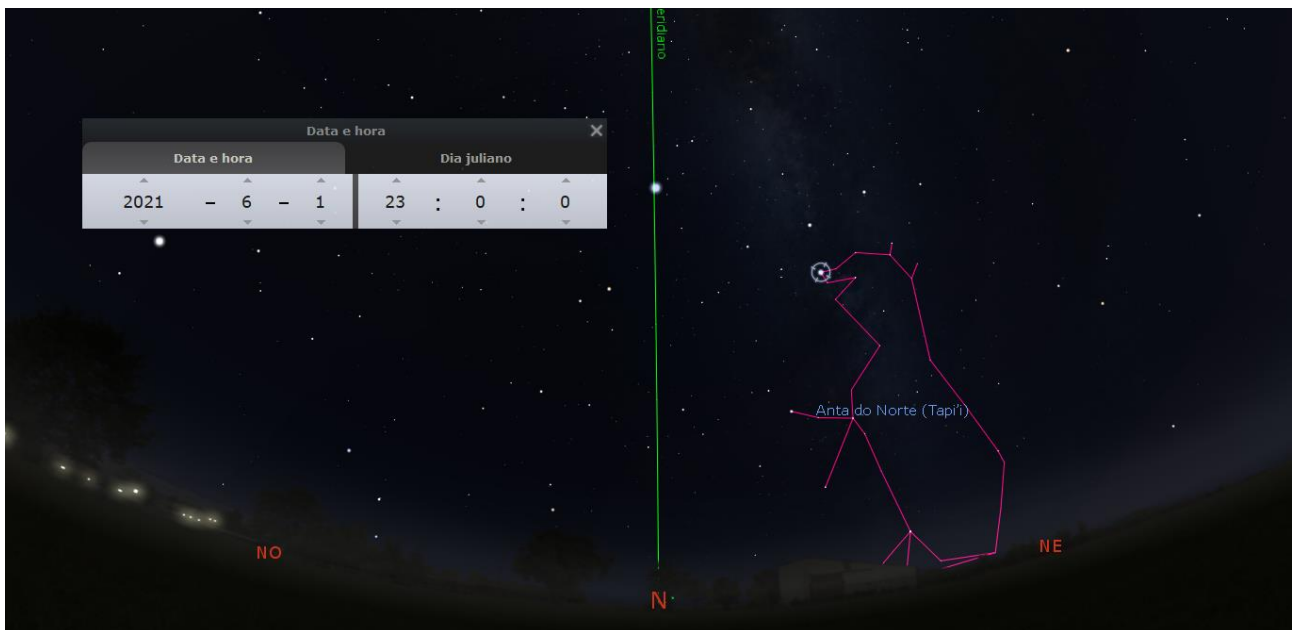 eridiano
Data e hora
Data e hora Dia juliano
2021 – 6 – 1 23 : 0 : 0
Anta do Norte (Tapi'i)
NO
NE
N